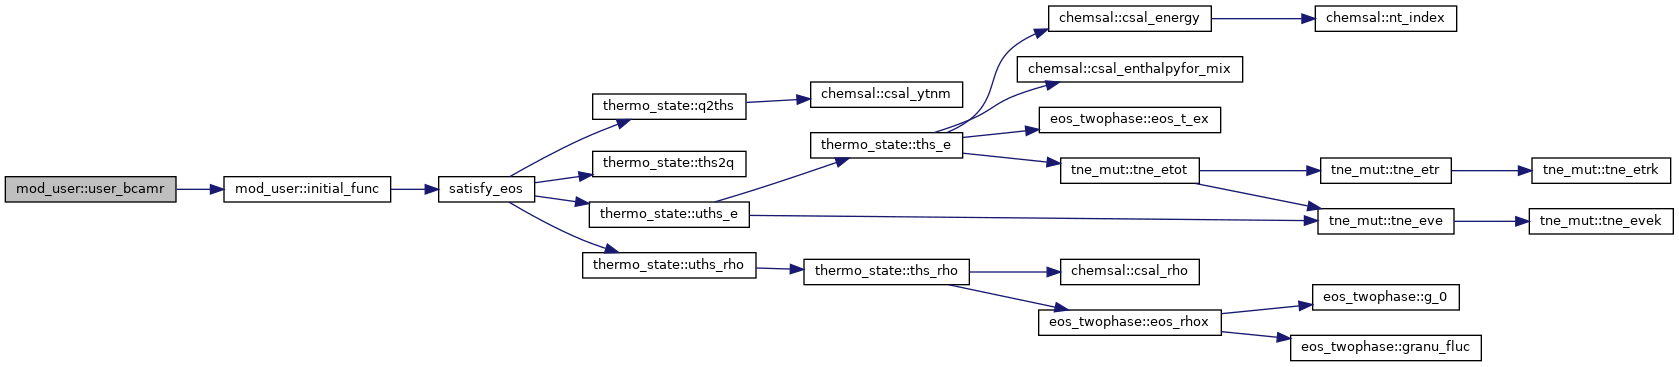 mod_user::user_bcamr
mod_user::initial_func
satisfy_eos
thermo_state::q2ths
chemsal::csal_ytnm
thermo_state::ths2q
thermo_state::uths_e
thermo_state::ths_e
chemsal::csal_energy
chemsal::nt_index
chemsal::csal_enthalpyfor_mix
eos_twophase::eos_t_ex
tne_mut::tne_etot
tne_mut::tne_etr
tne_mut::tne_etrk
tne_mut::tne_eve
tne_mut::tne_evek
thermo_state::uths_rho
thermo_state::ths_rho
chemsal::csal_rho
eos_twophase::eos_rhox
eos_twophase::g_0
eos_twophase::granu_fluc